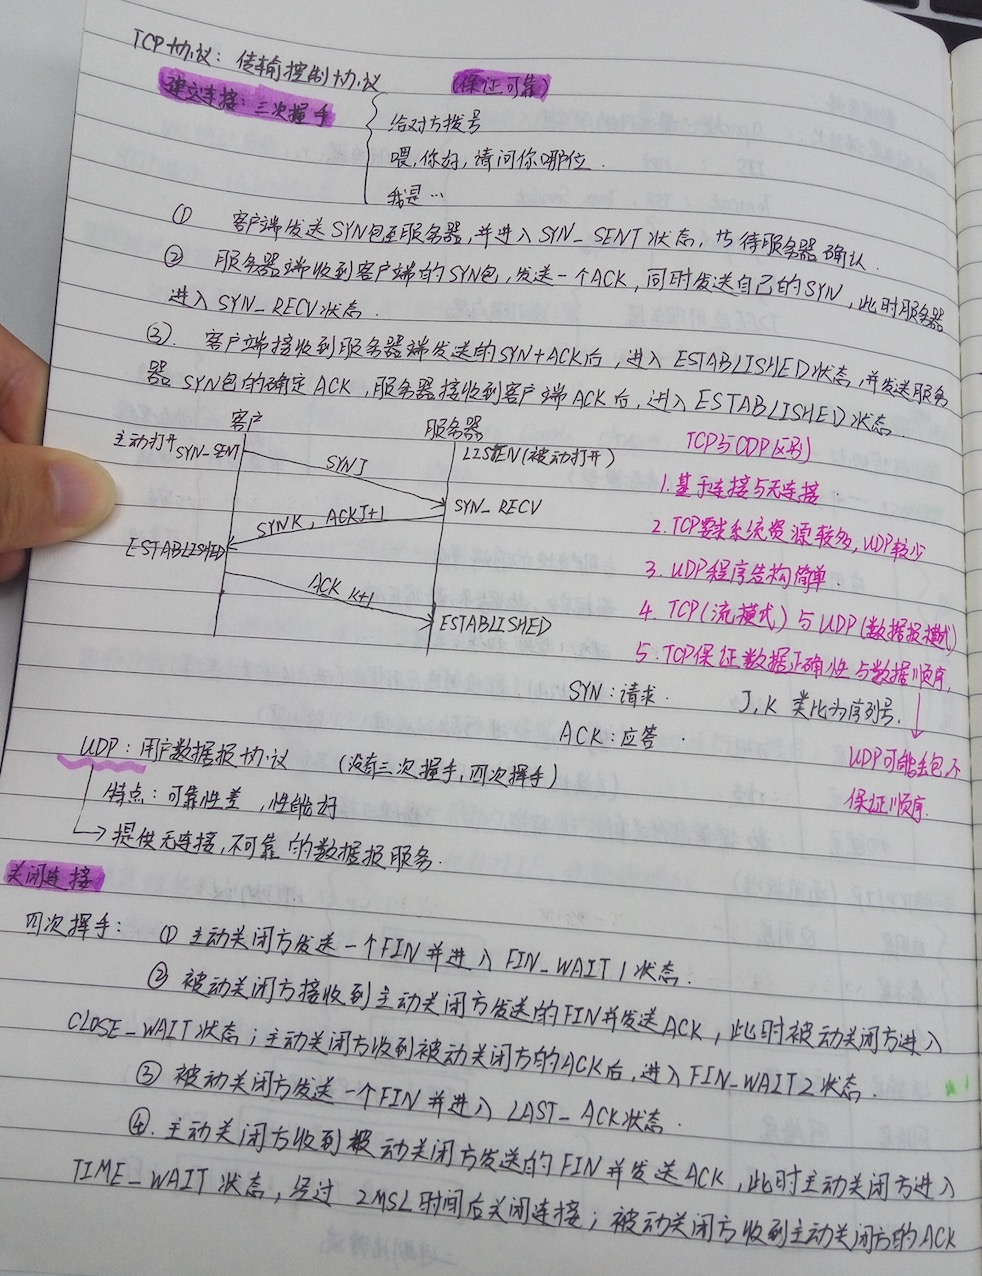 TCP协议：传输控制协议
(保证可靠)
建立连接：三次握手
给对方拨号
喂,你好,请问你哪位.
我是…
① 客户端发送SYN包至服务器,并进入SYN_SENT状态,等待服务器确认.
② 服务器端收到客户端的SYN包,发送一个ACK,同时发送自己的SYN,此时服务器
进入SYN_RECV状态.
③. 客户端接收到服务器端发送的SYN+ACK后,进入ESTABLISHED状态,并发送服务
器SYN包的确定ACK,服务器接收到客户端ACK后,进入ESTABLISHED状态.
客户
服务器
主动打开 SYN_SENT
LISTEN(被动打开)
SYNJ
SYN_RECV
SYNK, ACKJ+1
ESTABLISHED
ACK K+1
ESTABLISHED
TCP与UDP区别
1.基于连接与无连接
2.TCP要求系统资源较多,UDP较少
3. UDP程序结构简单
4. TCP(流模式)与UDP(数据报模式)
5.TCP保证数据正确性与数据顺序,
UDP可能丢包不
保证顺序.
SYN:请求.
J,K 类比为序列号.
ACK:应答.
UDP:用户数据报协议 (没有三次握手,四次挥手)
特点:可靠性差,性能好
提供无连接,不可靠的数据报服务.
关闭连接
四次挥手: ① 主动关闭方发送一个FIN并进入FIN_WAIT1状态.
② 被动关闭方接收到主动关闭方发送的FIN并发送ACK,此时被动关闭方进入
CLOSE_WAIT状态;主动关闭方收到被动关闭方的ACK后,进入FIN_WAIT2状态.
③ 被动关闭方发送一个FIN并进入LAST_ACK状态.
④. 主动关闭方收到被动关闭方发送的FIN并发送ACK,此时主动关闭方进入
TIME_WAIT状态,经过2MSL时间后关闭连接;被动关闭方收到主动关闭方的ACK